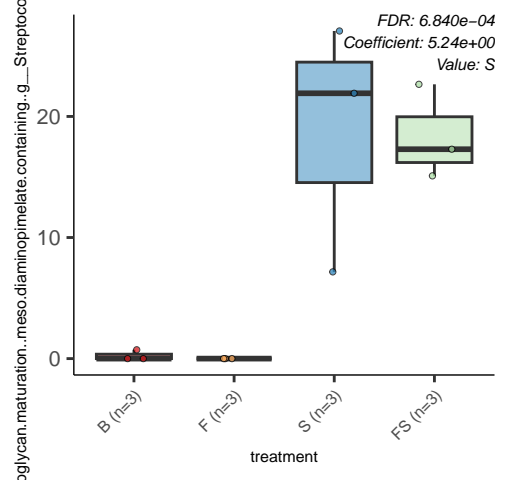 FDR: 6.840e−04
Coefficient: 5.24e+00
Value: S
oglycan.maturation..meso.diaminopimelate.containing..g__Streptoco
20
10
0
B (n=3)
F (n=3)
S (n=3)
FS (n=3)
treatment